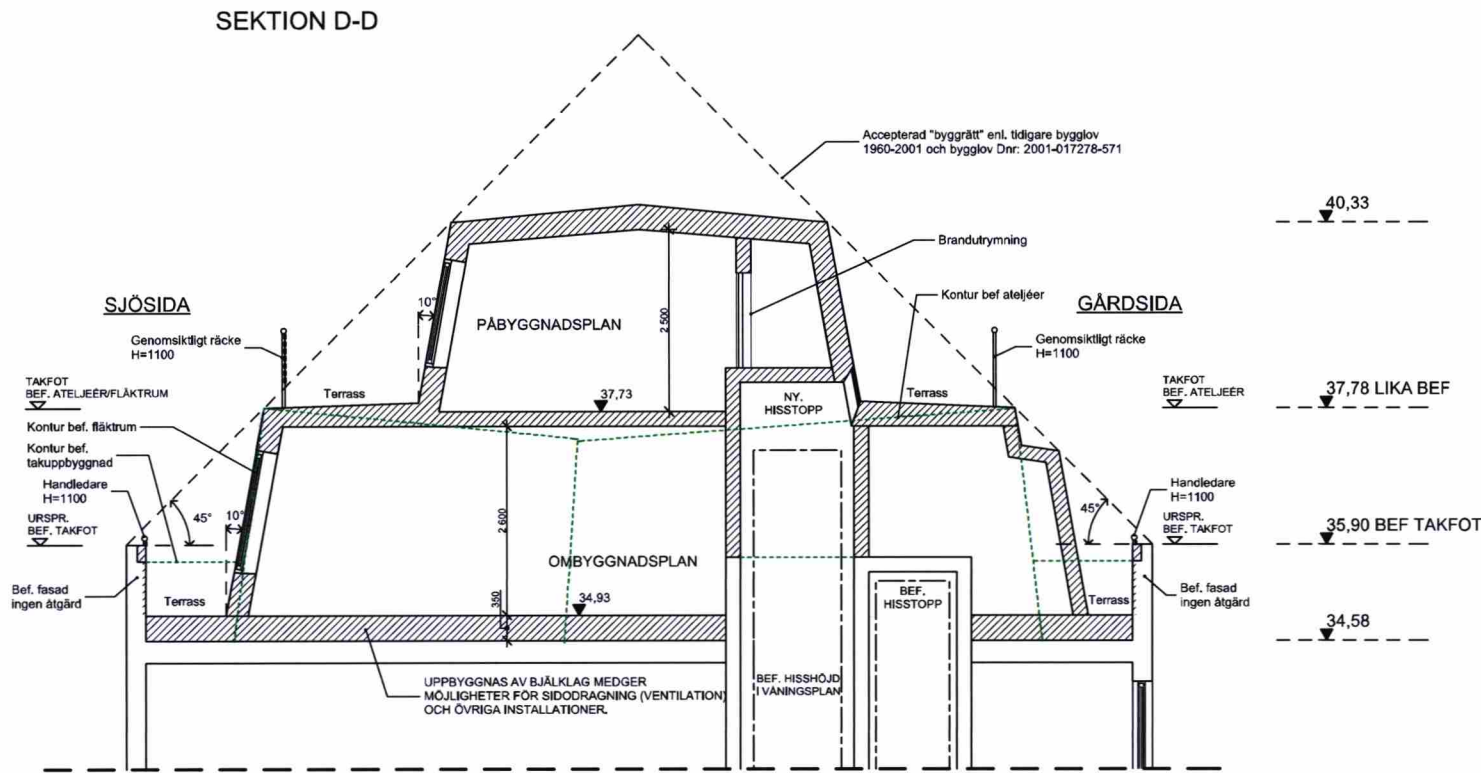 SEKTION D-D
Accepterad "byggrätt" enl. tidigare bygglov
1960-2001 och bygglov Dnr: 2001-017278-571
40,33
Brandutrymning
Kontur bef ateljéer
SJÖSIDA
GÅRDSIDA
10°
PÅBYGGNADSPLAN
2 500
Genomsiktligt räcke
H=1100
Genomsiktligt räcke
H=1100
TAKFOT
BEF. ATELJEÉR/FLÄKTRUM
Terrass
37,73
NY.
HISSTOPP
Terrass
TAKFOT
BEF. ATELJEÉR
37,78 LIKA BEF
Kontur bef. fläktrum
Kontur bef.
takuppbyggnad
Handledare
H=1100
Handledare
H=1100
45°
10°
2 600
45°
URSPR.
BEF. TAKFOT
URSPR.
BEF. TAKFOT
35,90 BEF TAKFOT
OMBYGGNADSPLAN
Bef. fasad
ingen åtgärd
Terrass
350
34,93
BEF.
HISSTOPP
Terrass
Bef. fasad
ingen åtgärd
34,58
UPPBYGGNAS AV BJÄLKLAG MEDGER
MÖJLIGHETER FÖR SIDODRAGNING (VENTILATION)
OCH ÖVRIGA INSTALLATIONER.
BEF. HISSHÖJD
I VÅNINGSPLAN